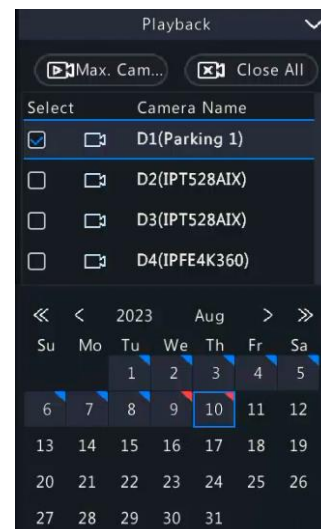 Playback
Max. Cam... Close All
Select Camera Name
D1(Parking 1)
D2(IPT528AIX)
D3(IPT528AIX)
D4(IPFE4K360)
2023 Aug
Su Mo Tu We Th Fr Sa
1 2 3 4 5
6 7 8 9 10 11 12
13 14 15 16 17 18 19
20 21 22 23 24 25 26
27 28 29 30 31